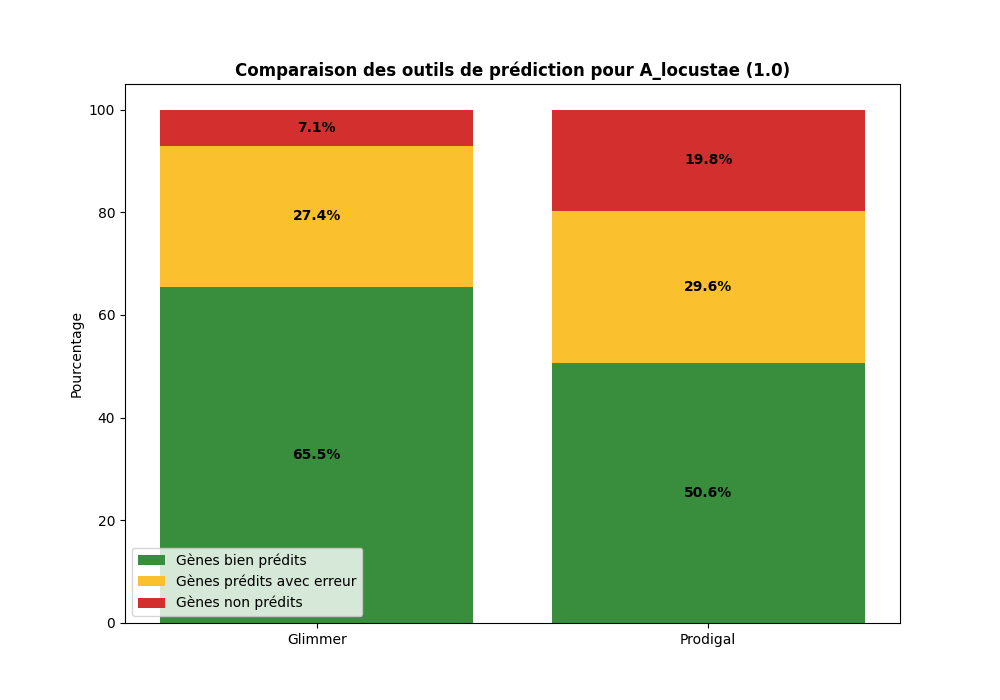 Comparaison des outils de prédiction pour A_locustae (1.0)
Pourcentage
100
80
60
40
20
0
7.1%
27.4%
65.5%
19.8%
29.6%
50.6%
Gènes bien prédits
Gènes prédits avec erreur
Gènes non prédits
Glimmer
Prodigal